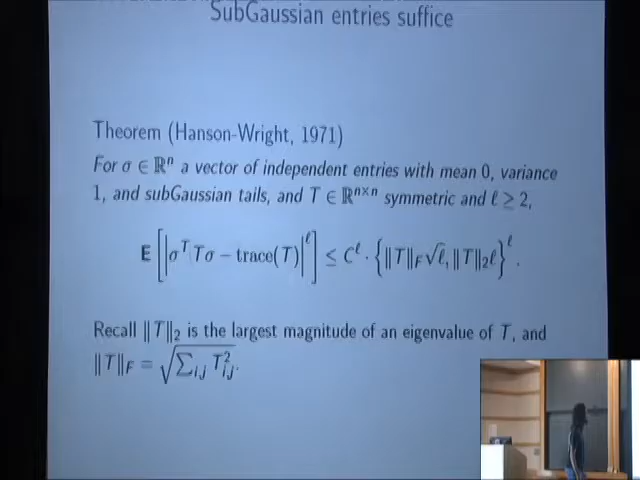 SubGaussian entries suffice
Theorem (Hanson-Wright, 1971)
For σ ∈ ℝⁿ a vector of independent entries with mean 0, variance
1, and subGaussian tails, and T ∈ ℝⁿˣⁿ symmetric and ℓ ≥ 2,
E [ |σᵀTσ − trace(T)|^ℓ ] ≤ C^ℓ · { ‖T‖_F √ℓ, ‖T‖₂ℓ }^ℓ .
Recall ‖T‖₂ is the largest magnitude of an eigenvalue of T, and
‖T‖_F = √(∑_{i,j} T²_{i,j}).